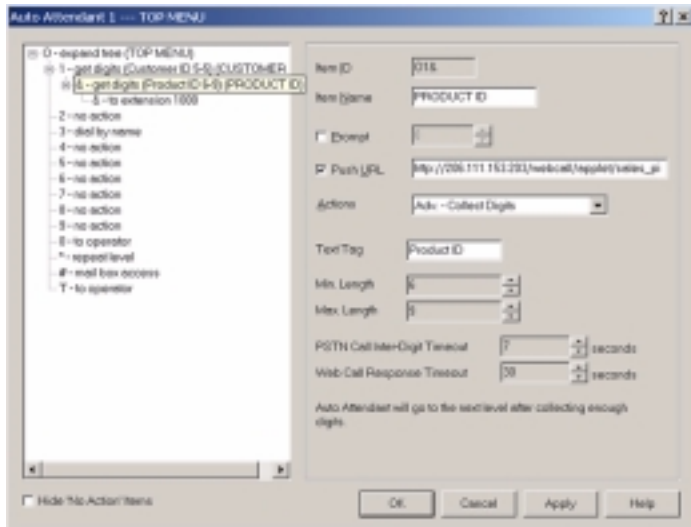 Auto Attendant 1 --- TOP MENU
0 - expand tree (TOP MENU)
1 - get digits (Customer ID 5-5) (CUSTOMER
& - get digits (Product ID 6-9) (PRODUCT ID)
& - to extension 1000
2 - no action
3 - dial by name
4 - no action
5 - no action
6 - no action
7 - no action
8 - no action
9 - no action
0 - to operator
* - repeat level
# - mail box access
T - to operator
Hide 'No Action' Items
Item ID 01&
Item Name PRODUCT ID
Prompt
Push URL
Actions Adv. - Collect Digits
Text Tag Product ID
Min. Length 6
Max. Length
PSTN Call Inter-Digit Timeout 7 seconds
Web Call Response Timeout 30 seconds
Auto Attendant will go to the next level after collecting enough
digits.
OK Cancel Apply Help